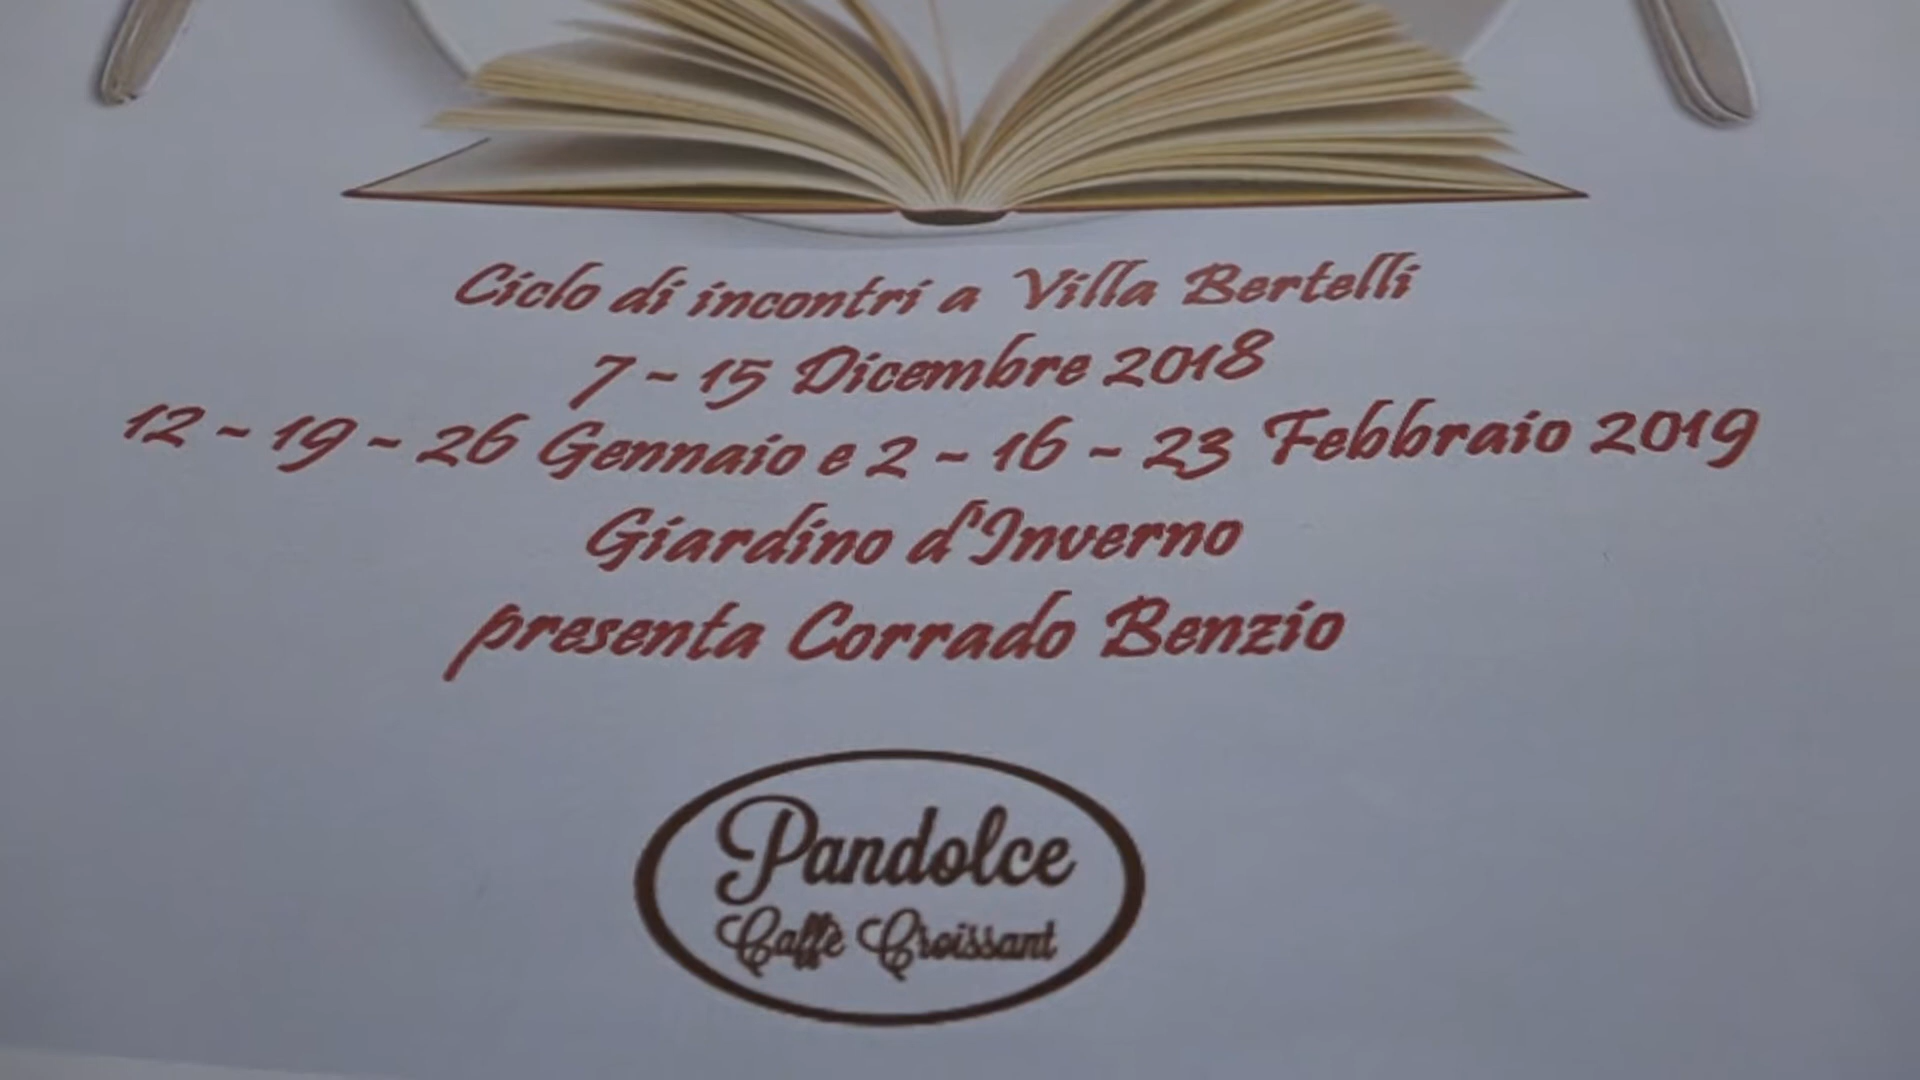 Ciclo di incontri a Villa Bertelli
7 - 15 Dicembre 2018
12 - 19 - 26 Gennaio e 2 - 16 - 23 Febbraio 2019
Giardino d'Inverno
presenta Corrado Benzio
Pandolce
Caffè Croissant